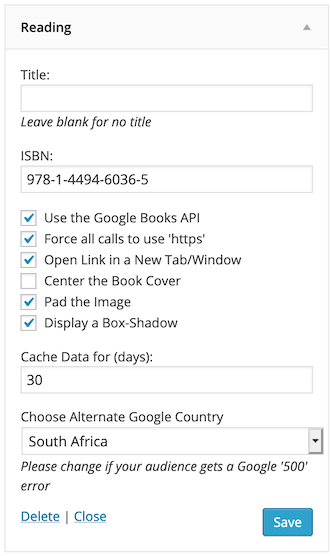 Reading
Title:
Leave blank for no title
ISBN:
978-1-4494-6036-5
Use the Google Books API
Force all calls to use 'https'
Open Link in a New Tab/Window
Center the Book Cover
Pad the Image
Display a Box-Shadow
Cache Data for (days):
30
Choose Alternate Google Country
South Africa
Please change if your audience gets a Google '500'
error
Delete | Close
Save